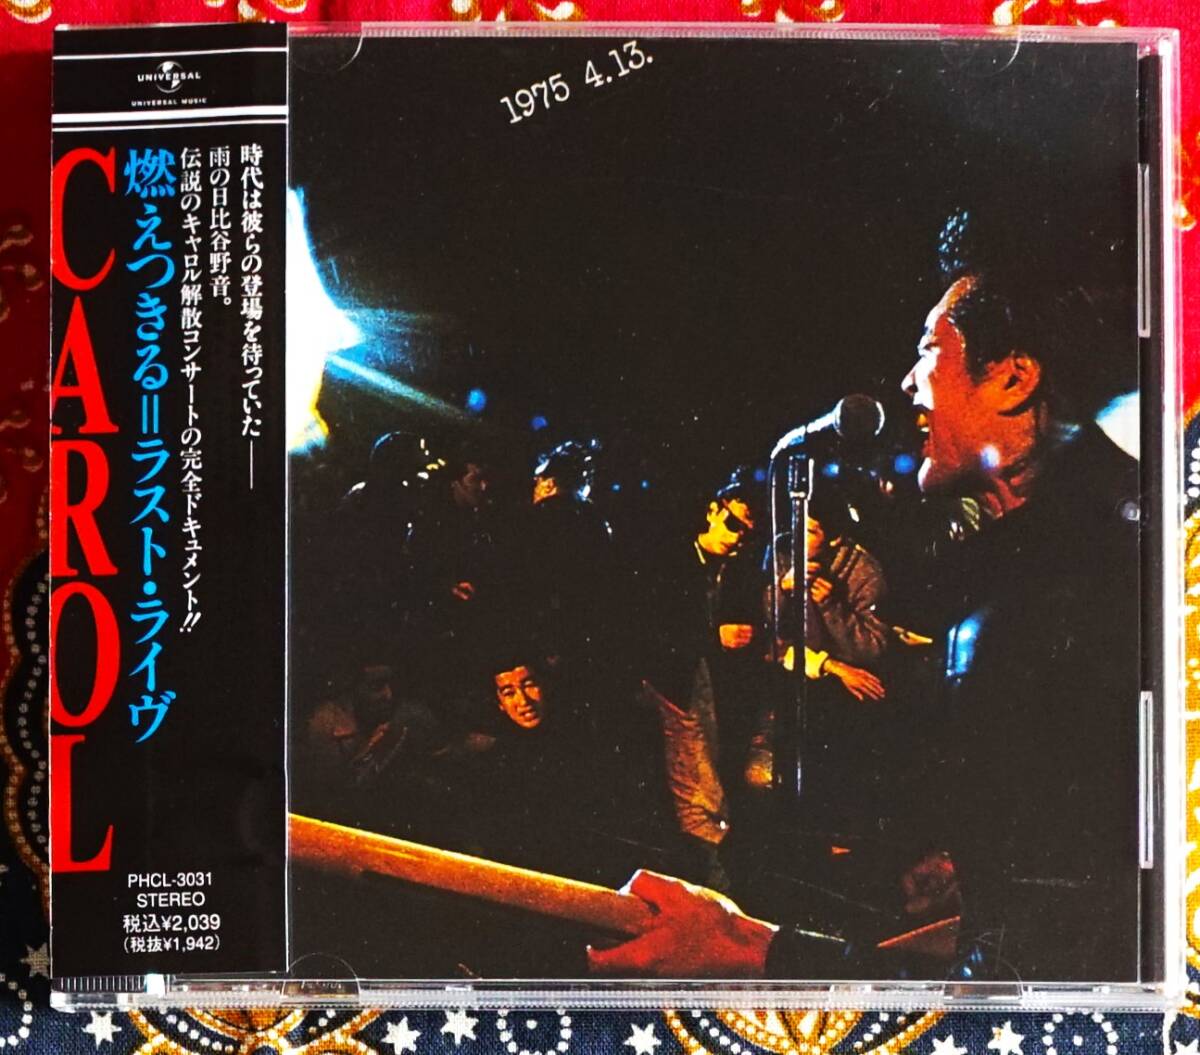 UNIVERSAL
UNIVERSAL MUSIC
CAROL
燃えつきる=ラスト・ライヴ
時代は彼らの登場を待っていた——
雨の日比谷野音。
伝説のキャロル解散コンサートの完全ドキュメント!!
PHCL-3031
STEREO
税込¥2,039
(税抜¥1,942)
1975 4.13.